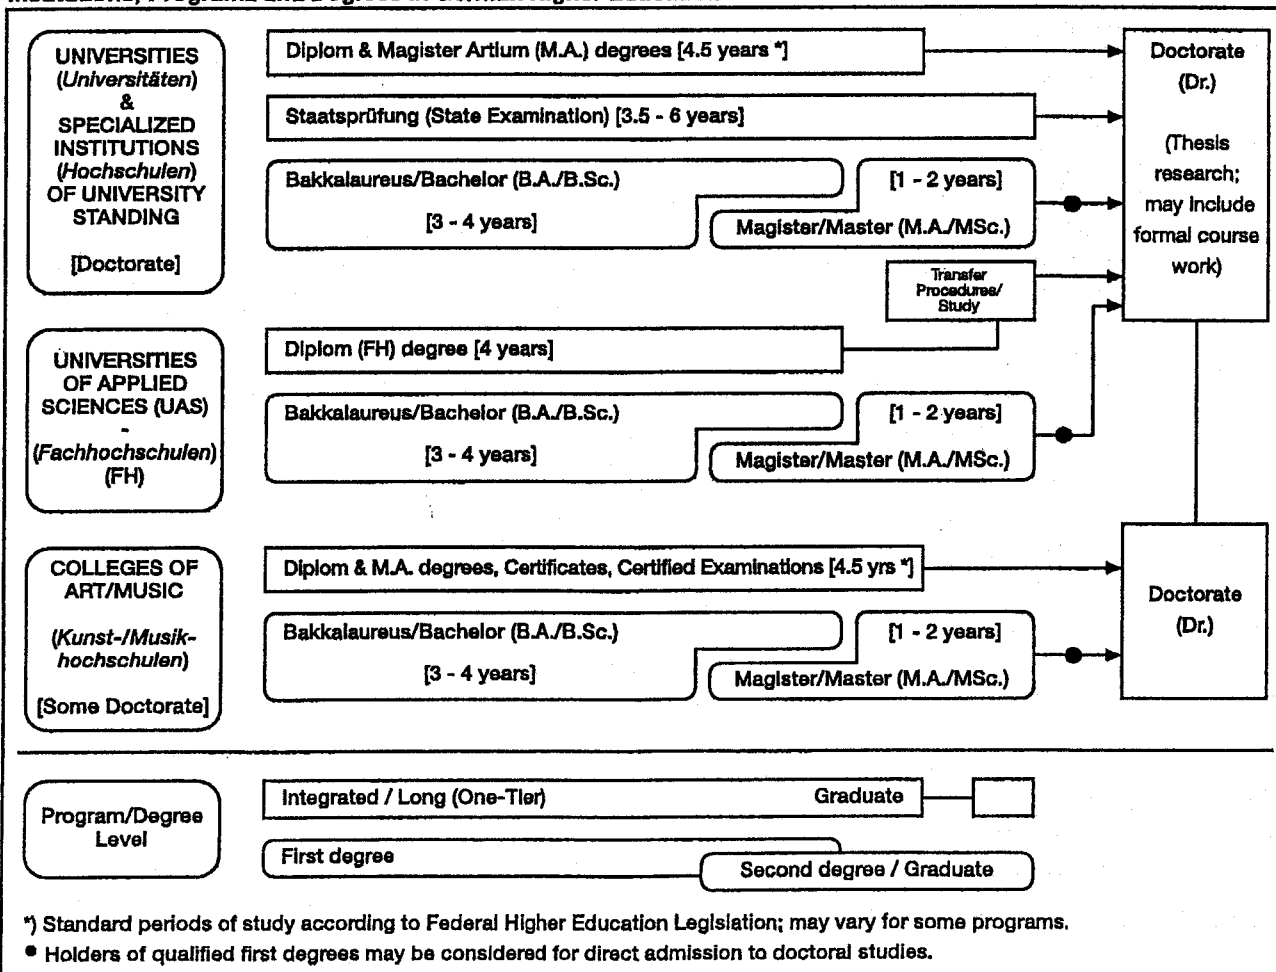 UNIVERSITIES
(Universitäten)
&
SPECIALIZED
INSTITUTIONS
(Hochschulen)
OF UNIVERSITY
STANDING
[Doctorate]
Diplom & Magister Artium (M.A.) degrees [4.5 years *]
Staatsprüfung (State Examination) [3.5 - 6 years]
Bakkalaureus/Bachelor (B.A./B.Sc.)
[3 - 4 years]
[1 - 2 years]
Magister/Master (M.A./MSc.)
Transfer
Procedures/
Study
Doctorate
(Dr.)
(Thesis
research;
may include
formal course
work)
UNIVERSITIES
OF APPLIED
SCIENCES (UAS)
-
(Fachhochschulen)
(FH)
Diplom (FH) degree [4 years]
Bakkalaureus/Bachelor (B.A./B.Sc.)
[3 - 4 years]
[1 - 2 years]
Magister/Master (M.A./MSc.)
COLLEGES OF
ART/MUSIC
(Kunst-/Musik-
hochschulen)
[Some Doctorate]
Diplom & M.A. degrees, Certificates, Certified Examinations [4.5 yrs *]
Bakkalaureus/Bachelor (B.A./B.Sc.)
[3 - 4 years]
[1 - 2 years]
Magister/Master (M.A./MSc.)
Doctorate
(Dr.)
Program/Degree
Level
Integrated / Long (One-Tier) Graduate
First degree
Second degree / Graduate
*) Standard periods of study according to Federal Higher Education Legislation; may vary for some programs.
● Holders of qualified first degrees may be considered for direct admission to doctoral studies.